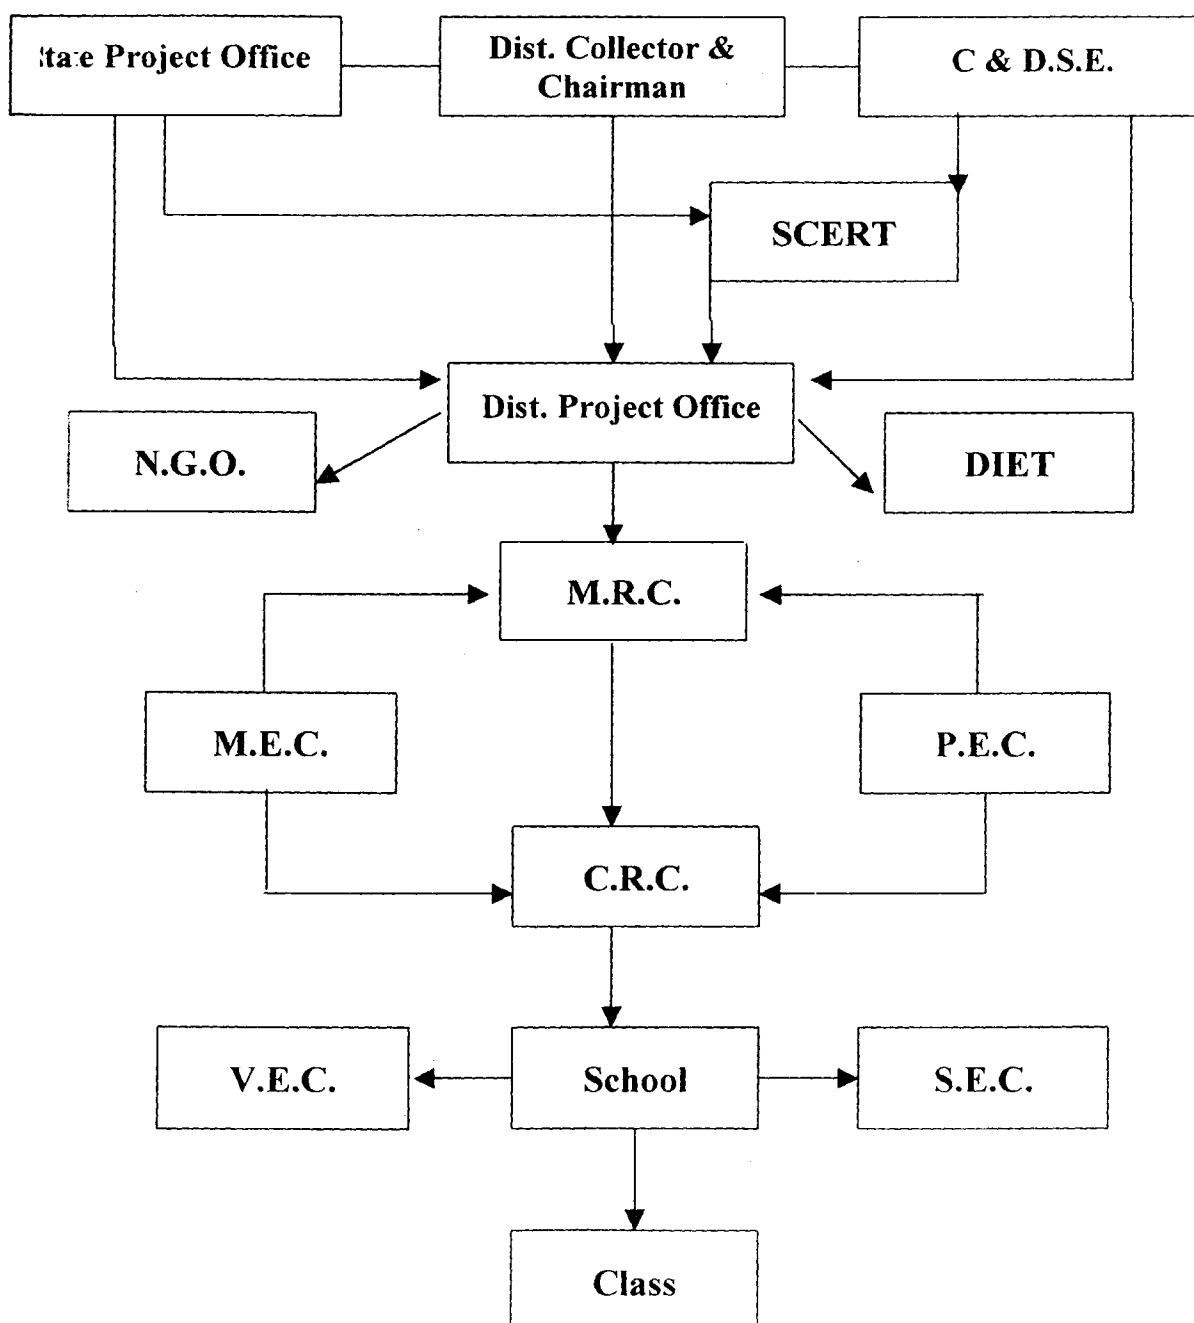 Project Office
Dist. Collector &
Chairman
C & D.S.E.
SCERT
Dist. Project Office
N.G.O.
DIET
M.R.C.
M.E.C.
P.E.C.
C.R.C.
V.E.C.
School
S.E.C.
Class